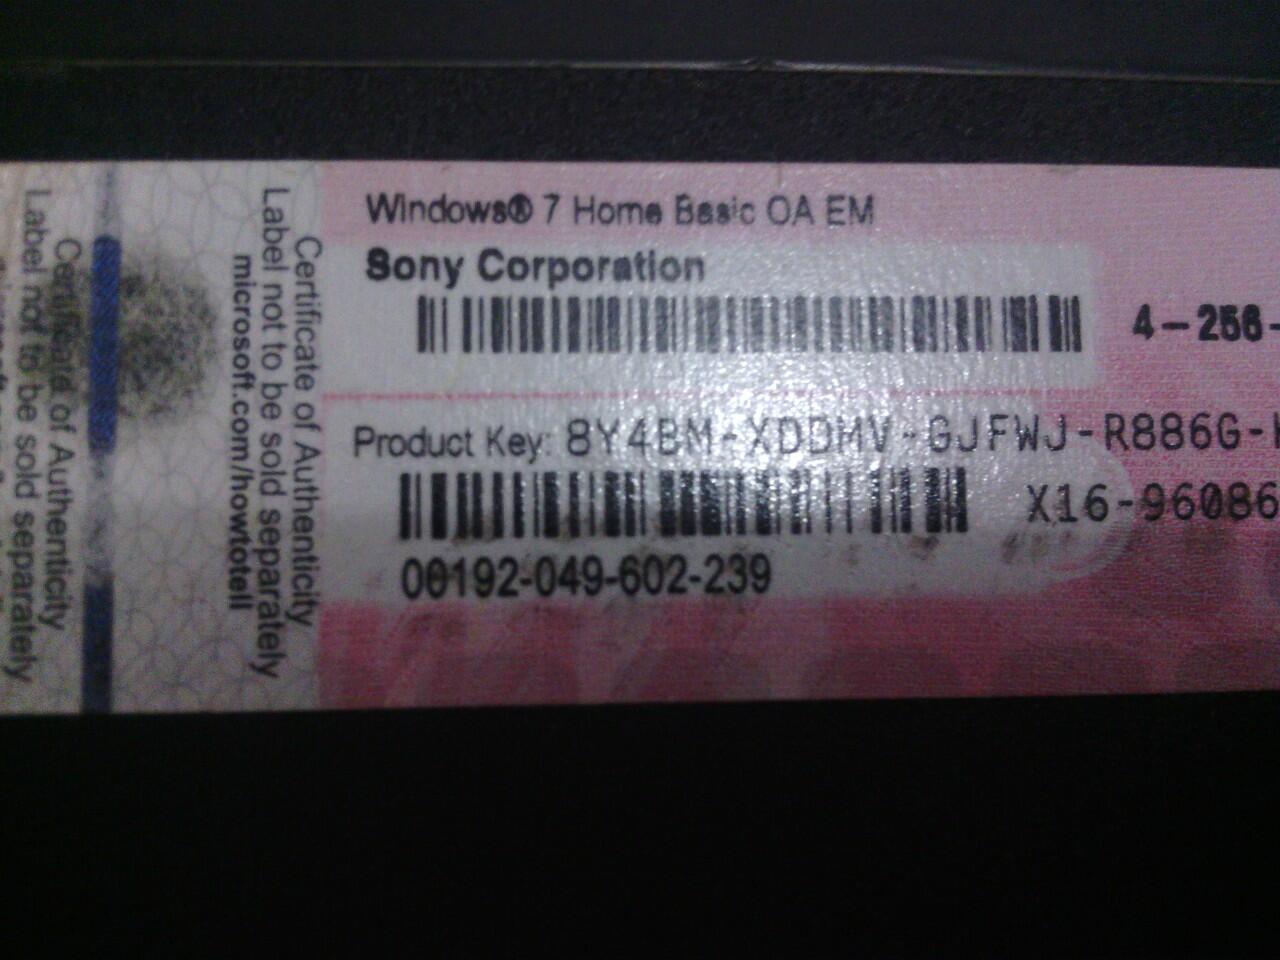 Windows® 7 Home Basic OA EM
Sony Corporation
4-256-
Product Key: 8Y4BM-XDDMV-GJFWJ-R886G-
X16-96086
00192-049-602-239
Certificate of Authenticity
Label not to be sold separately
microsoft.com/howtotell
Certificate of Authenticity
Label not to be sold separately